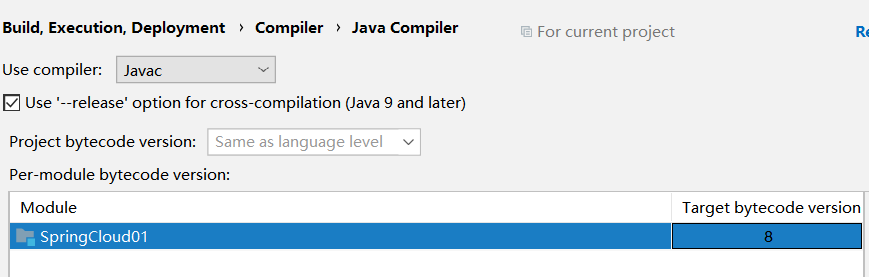 Build, Execution, Deployment › Compiler › Java Compiler For current project Re
Use compiler: Javac
Use '--release' option for cross-compilation (Java 9 and later)
Project bytecode version: Same as language level
Per-module bytecode version:
Module Target bytecode version
SpringCloud01 8